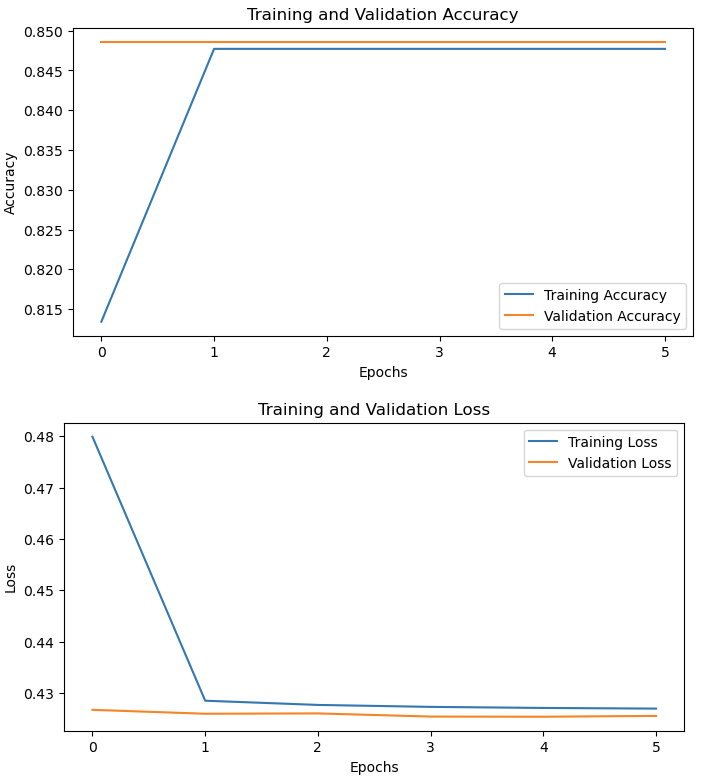 Training and Validation Accuracy
0.850
0.845
0.840
0.835
0.830
0.825
0.820
0.815
Accuracy
Training Accuracy
Validation Accuracy
0 1 2 3 4 5
Epochs
Training and Validation Loss
0.48
0.47
0.46
0.45
0.44
0.43
Loss
Training Loss
Validation Loss
0 1 2 3 4 5
Epochs